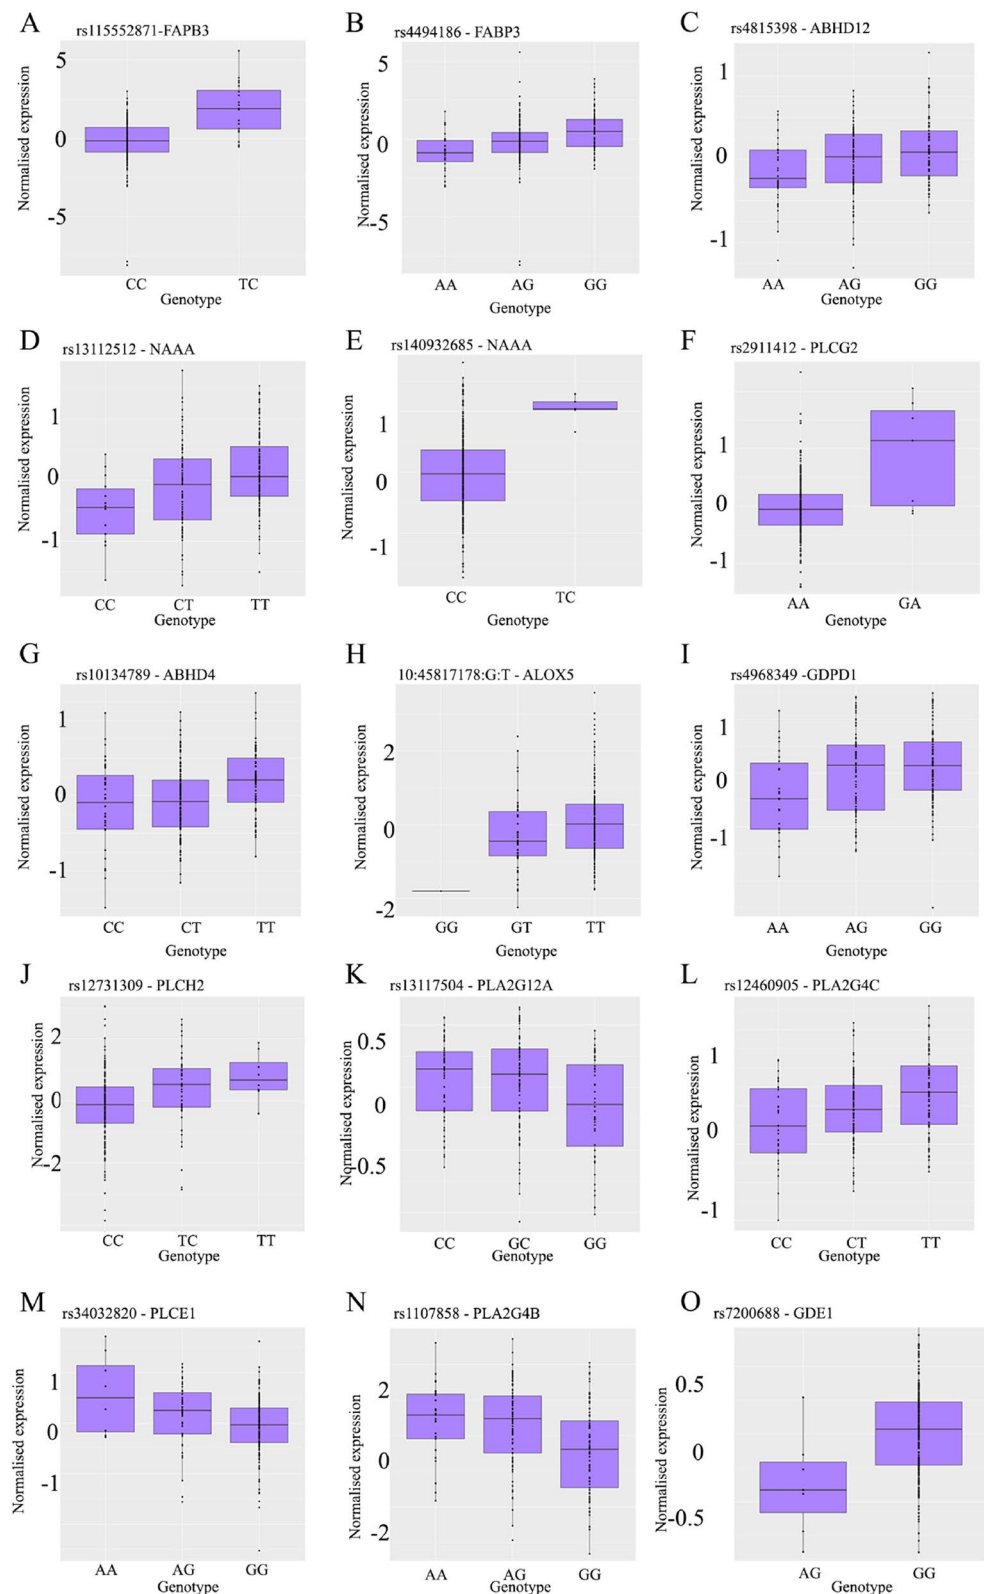 A
rs115552871-FAPB3
Normalised expression
5
0
-5
CC TC
Genotype
B
rs4494186 - FABP3
Normalised expression
5
0
-5
AA AG GG
Genotype
C
rs4815398 - ABHD12
Normalised expression
1
0
-1
AA AG GG
Genotype
D
rs13112512 - NAAA
Normalised expression
1
0
-1
CC CT TT
Genotype
E
rs140932685 - NAAA
Normalised expression
1
0
-1
CC TC
Genotype
F
rs2911412 - PLCG2
Normalised expression
1
0
-1
AA GA
Genotype
G
rs10134789 - ABHD4
Normalised expression
1
0
-1
CC CT TT
Genotype
H
10:45817178:G:T - ALOX5
Normalised expression
2
0
-2
GG GT TT
Genotype
I
rs4968349 -GDPD1
Normalised expression
1
0
-1
AA AG GG
Genotype
J
rs12731309 - PLCH2
Normalised expression
2
0
-2
CC TC TT
Genotype
K
rs13117504 - PLA2G12A
Normalised expression
0.5
0
-0.5
CC GC GG
Genotype
L
rs12460905 - PLA2G4C
Normalised expression
1
0
-1
CC CT TT
Genotype
M
rs34032820 - PLCE1
Normalised expression
1
0
-1
AA AG GG
Genotype
N
rs1107858 - PLA2G4B
Normalised expression
2
0
-2
AA AG GG
Genotype
O
rs7200688 - GDE1
Normalised expression
0.5
0
-0.5
AG GG
Genotype